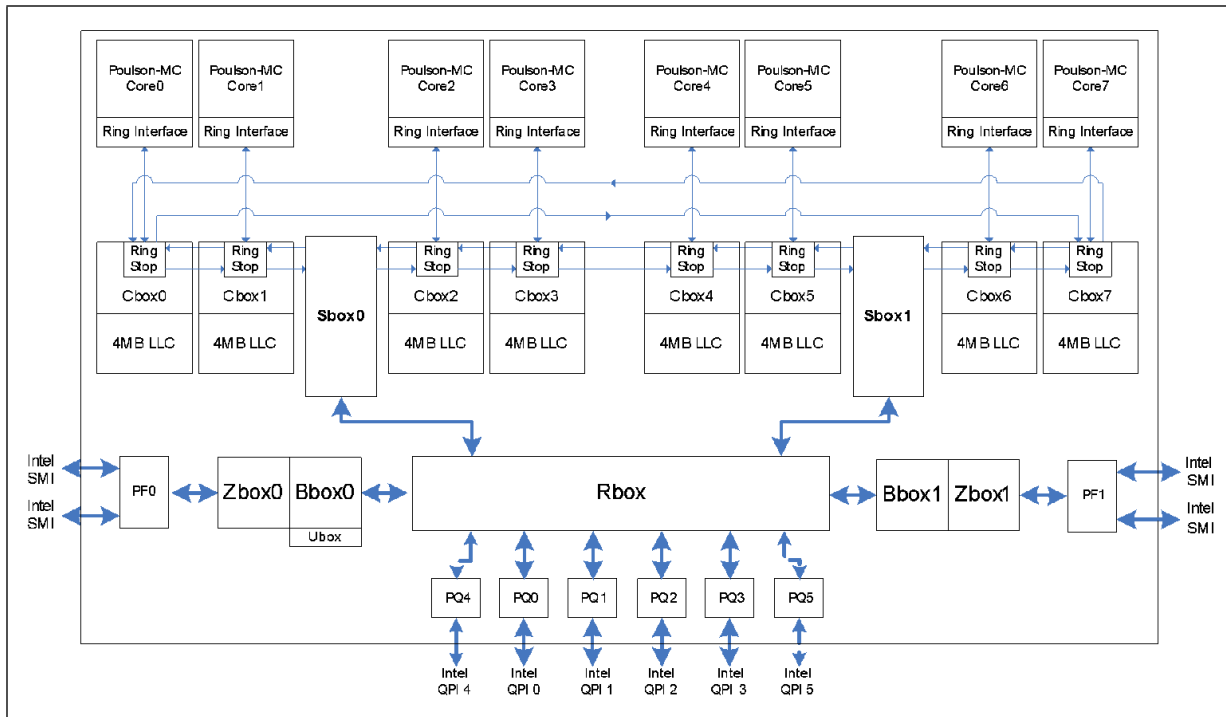 Poulson-MC
Core0
Poulson-MC
Core1
Poulson-MC
Core2
Poulson-MC
Core3
Poulson-MC
Core4
Poulson-MC
Core5
Poulson-MC
Core6
Poulson-MC
Core7
Ring Interface
Ring Interface
Ring Interface
Ring Interface
Ring Interface
Ring Interface
Ring Interface
Ring Interface
Ring
Stop
Ring
Stop
Ring
Stop
Ring
Stop
Ring
Stop
Ring
Stop
Ring
Stop
Ring
Stop
Cbox0
Cbox1
Sbox0
Cbox2
Cbox3
Cbox4
Cbox5
Sbox1
Cbox6
Cbox7
4MB LLC
4MB LLC
4MB LLC
4MB LLC
4MB LLC
4MB LLC
4MB LLC
4MB LLC
Intel
SMI
Intel
SMI
PF0
Zbox0
Bbox0
Ubox
Rbox
Bbox1
Zbox1
PF1
Intel
SMI
Intel
SMI
PQ4
PQ0
PQ1
PQ2
PQ3
PQ5
Intel
QPI 4
Intel
QPI 0
Intel
QPI 1
Intel
QPI 2
Intel
QPI 3
Intel
QPI 5